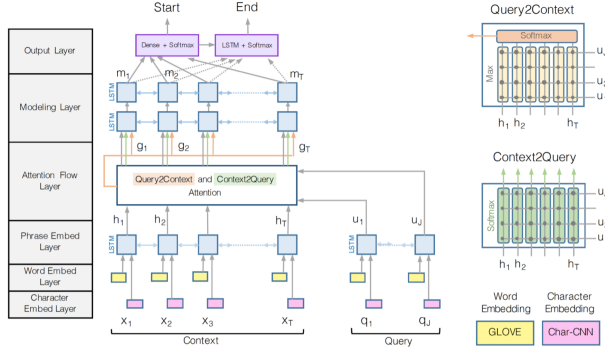 Start End
Query2Context
Output Layer
Dense + Softmax
LSTM + Softmax
Softmax
Max
m1 m2 mT
Modeling Layer
LSTM
LSTM
u
u2
u
h1 h2 hT
g1 g2 gT
Attention Flow
Layer
Query2Context and Context2Query
Attention
Context2Query
Softmax
u
u
h1 h2 hT u1 uJ
Phrase Embed
Layer
LSTM
LSTM
h1 h2 hT
Word Embed
Layer
Character
Embed Layer
x1 x2 x3 xT q1 qJ
Context Query
Word
Embedding
Character
Embedding
GLOVE
Char-CNN